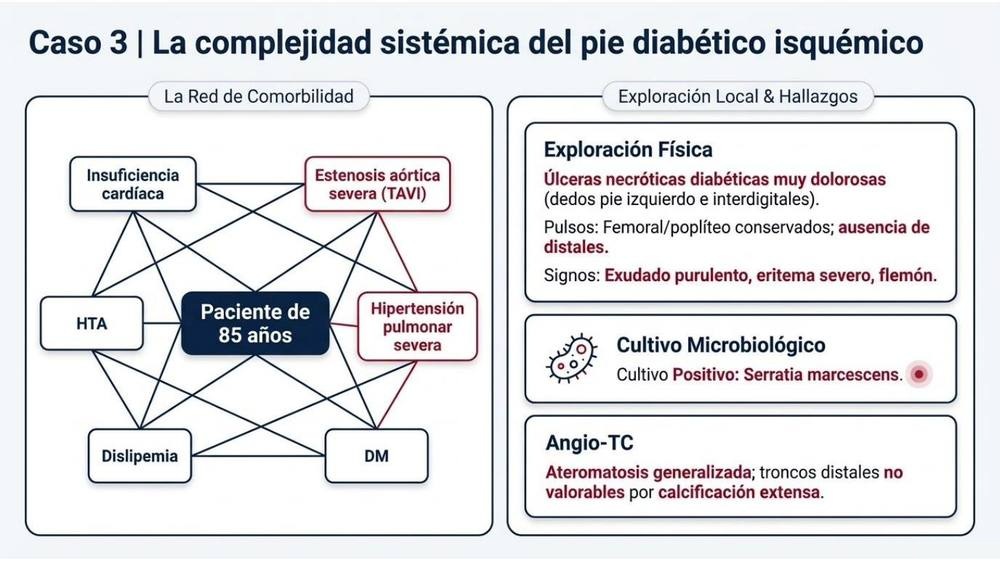 Caso 3 | La complejidad sistémica del pie diabético isquémico
La Red de Comorbilidad
Insuficiencia
cardíaca
Estenosis aórtica
severa (TAVI)
HTA
Paciente de
85 años
Hipertensión
pulmonar
severa
Dislipemia
DM
Exploración Local & Hallazgos
Exploración Física
Úlceras necróticas diabéticas muy dolorosas
(dedos pie izquierdo e interdigitales).
Pulsos: Femoral/poplíteo conservados; ausencia de
distales.
Signos: Exudado purulento, eritema severo, flemón.
Cultivo Microbiológico
Cultivo Positivo: Serratia marcescens.
Angio-TC
Ateromatosis generalizada; troncos distales no
valorables por calcificación extensa.